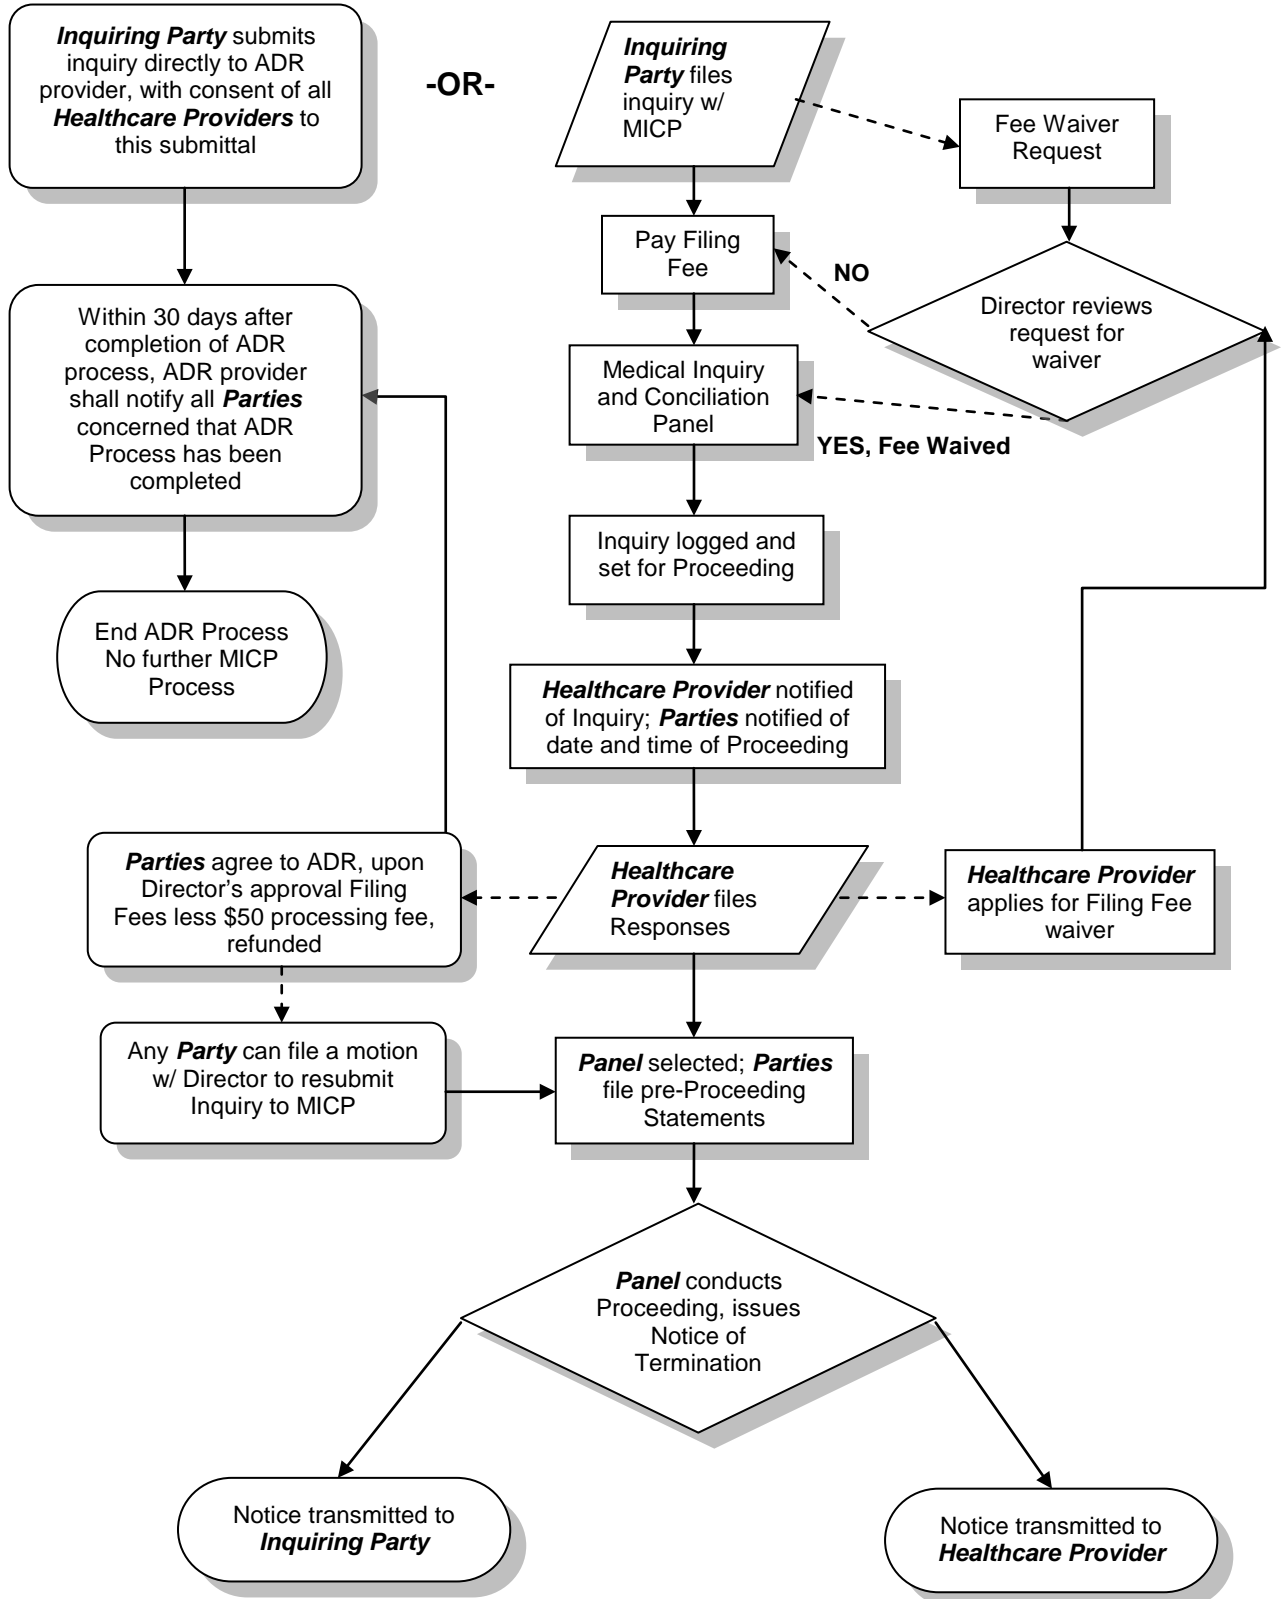 Inquiring Party submits
inquiry directly to ADR
provider, with consent of all
Healthcare Providers to
this submittal
-OR-
Inquiring
Party files
inquiry w/
MICP
Fee Waiver
Request
Pay Filing
Fee
NO
Director reviews
request for
waiver
Within 30 days after
completion of ADR
process, ADR provider
shall notify all Parties
concerned that ADR
Process has been
completed
Medical Inquiry
and Conciliation
Panel
YES, Fee Waived
Inquiry logged and
set for Proceeding
End ADR Process
No further MICP
Process
Healthcare Provider notified
of Inquiry; Parties notified of
date and time of Proceeding
Parties agree to ADR, upon
Director’s approval Filing
Fees less $50 processing fee,
refunded
Healthcare
Provider files
Responses
Healthcare Provider
applies for Filing Fee
waiver
Any Party can file a motion
w/ Director to resubmit
Inquiry to MICP
Panel selected; Parties
file pre-Proceeding
Statements
Panel conducts
Proceeding, issues
Notice of
Termination
Notice transmitted to
Inquiring Party
Notice transmitted to
Healthcare Provider